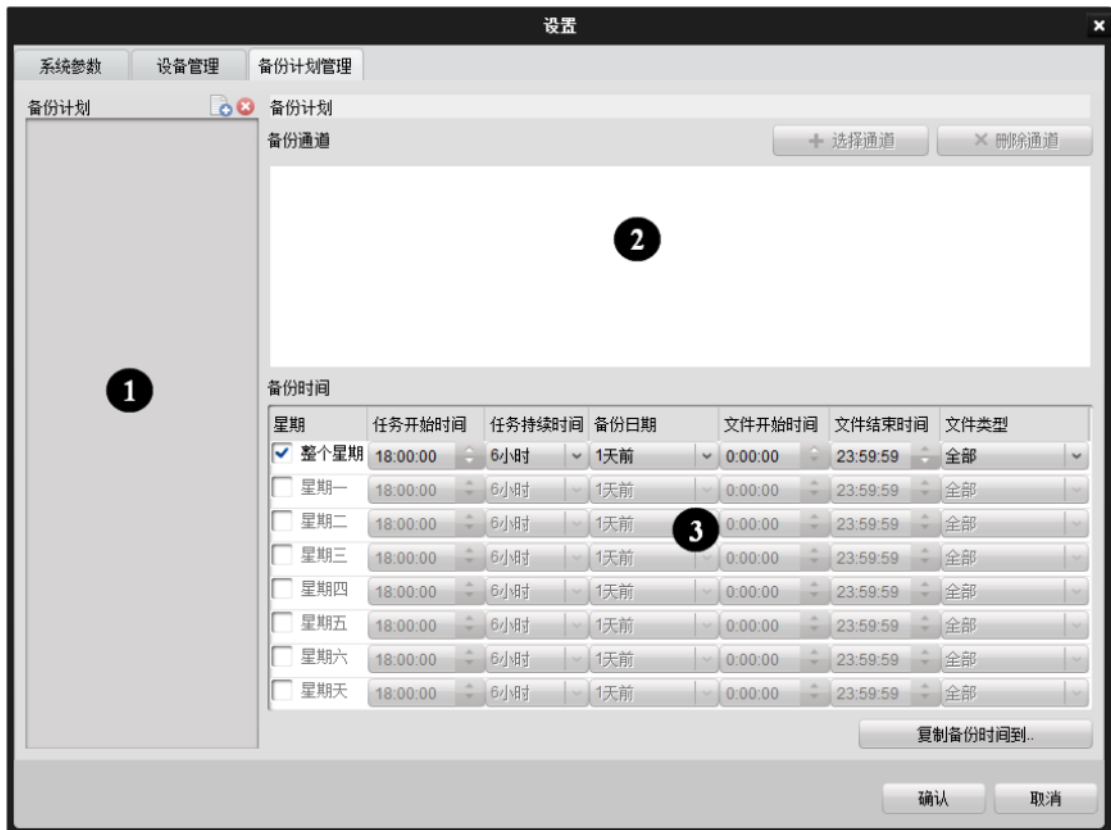 设置
系统参数 设备管理 备份计划管理
备份计划 备份计划
备份通道 选择通道 删除通道
2
1
备份时间
星期 任务开始时间 任务持续时间 备份日期 文件开始时间 文件结束时间 文件类型
整个星期 18:00:00 6小时 1天前 0:00:00 23:59:59 全部
星期一 18:00:00 6小时 1天前 0:00:00 23:59:59 全部
星期二 18:00:00 6小时 1天前 3 0:00:00 23:59:59 全部
星期三 18:00:00 6小时 1天前 0:00:00 23:59:59 全部
星期四 18:00:00 6小时 1天前 0:00:00 23:59:59 全部
星期五 18:00:00 6小时 1天前 0:00:00 23:59:59 全部
星期六 18:00:00 6小时 1天前 0:00:00 23:59:59 全部
星期天 18:00:00 6小时 1天前 0:00:00 23:59:59 全部
复制备份时间到..
确认 取消